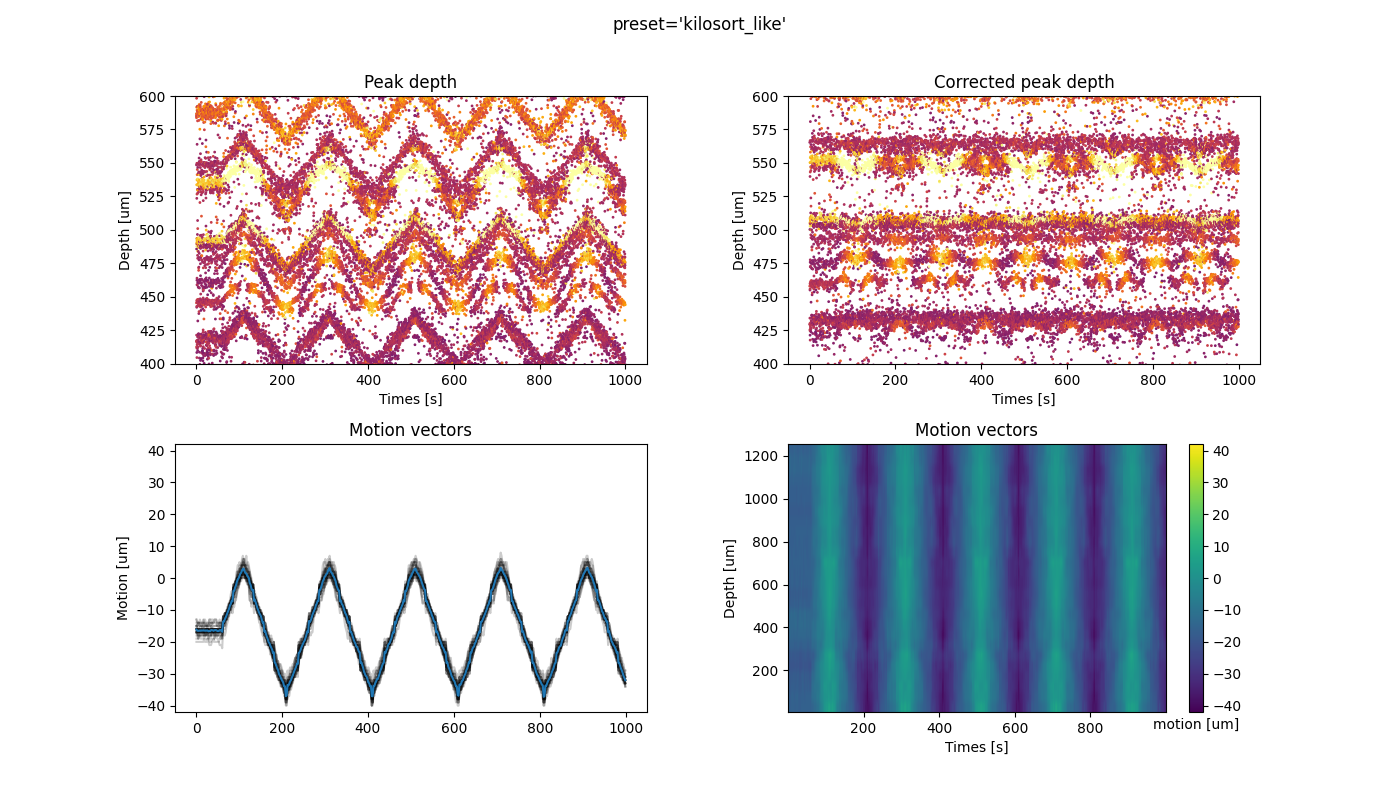 preset='kilosort_like'
Peak depth
600
575
550
525
500
475
450
425
400
Depth [um]
0 200 400 600 800 1000
Times [s]
Corrected peak depth
600
575
550
525
500
475
450
425
400
Depth [um]
0 200 400 600 800 1000
Times [s]
Motion vectors
40
30
20
10
0
−10
−20
−30
−40
Motion [um]
0 200 400 600 800 1000
Motion vectors
1200
1000
800
600
400
200
Depth [um]
200 400 600 800
Times [s]
40
30
20
10
0
−10
−20
−30
−40
motion [um]